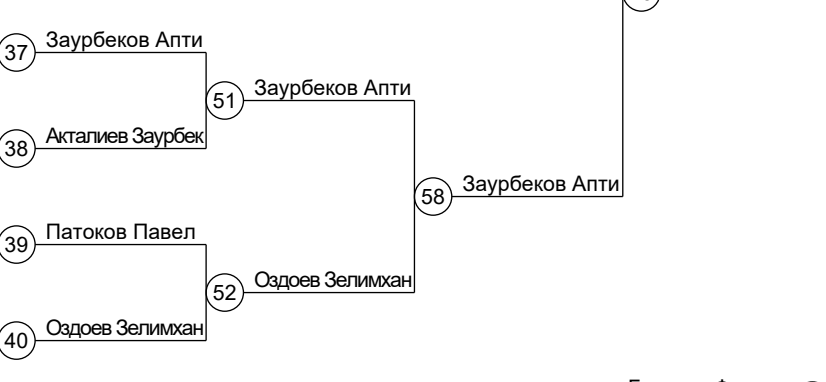 37 Заурбеков Апти
51 Заурбеков Апти
38 Акталиев Заурбек
58 Заурбеков Апти
39 Патоков Павел
52 Оздоев Зелимхан
40 Оздоев Зелимхан